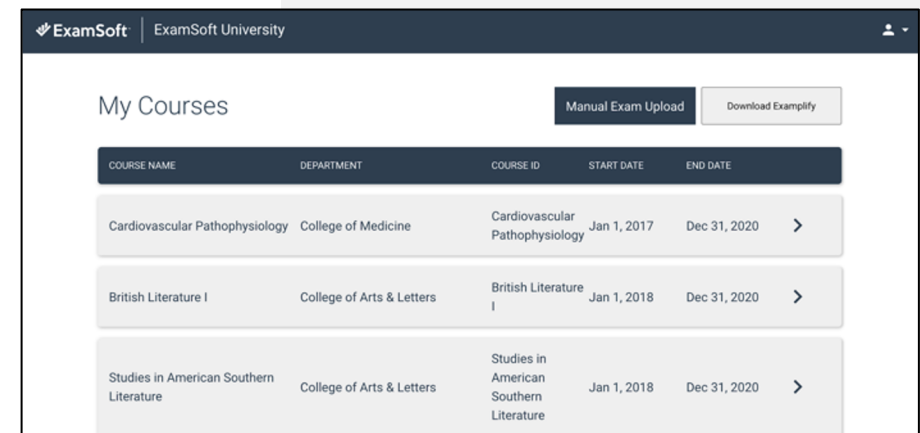 ExamSoft ExamSoft University
My Courses Manual Exam Upload Download Examplify
COURSE NAME DEPARTMENT COURSE ID START DATE END DATE
Cardiovascular Pathophysiology College of Medicine Cardiovascular Pathophysiology Jan 1, 2017 Dec 31, 2020
British Literature I College of Arts & Letters British Literature I Jan 1, 2018 Dec 31, 2020
Studies in American Southern Literature College of Arts & Letters Studies in American Southern Literature Jan 1, 2018 Dec 31, 2020